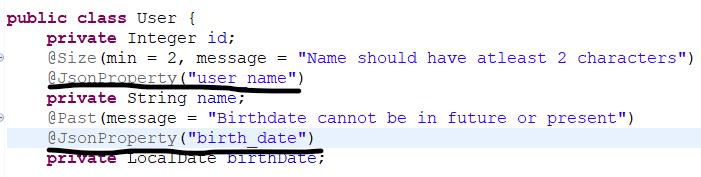 public class User {
private Integer id;
@Size(min = 2, message = "Name should have atleast 2 characters")
@JsonProperty("user_name")
private String name;
@Past(message = "Birthdate cannot be in future or present")
@JsonProperty("birth_date")
private LocalDate birthDate;